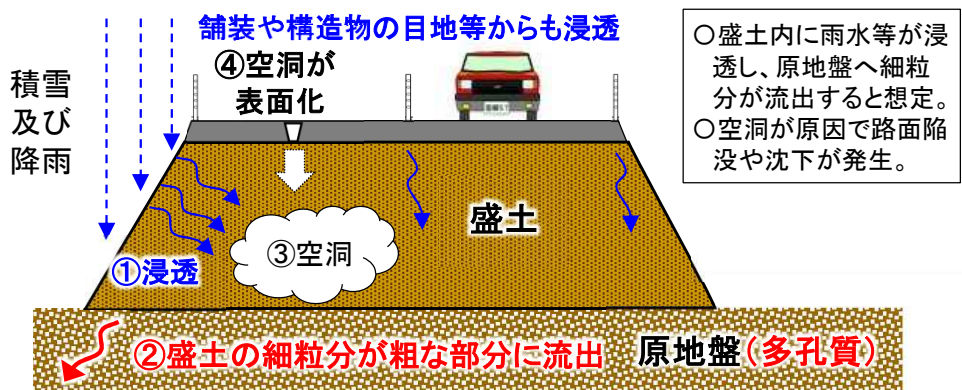 舗装や構造物の目地等からも浸透
④空洞が
表面化
積雪
及び
降雨
○盛土内に雨水等が浸
透し、原地盤へ細粒
分が流出すると想定。
○空洞が原因で路面陥
没や沈下が発生。
盛土
③空洞
①浸透
②盛土の細粒分が粗な部分に流出
原地盤(多孔質)